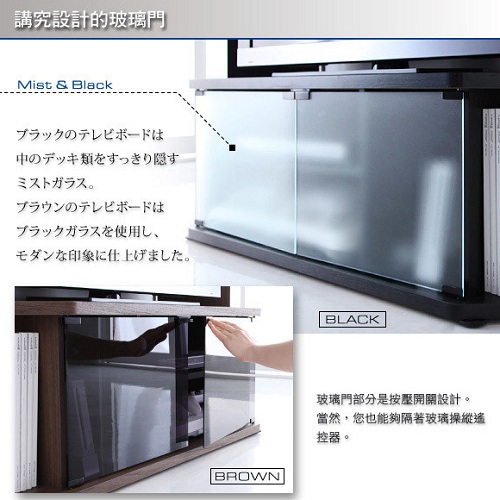 講究設計的玻璃門
Mist & Black
ブラックのテレビボードは
中のデッキ類をすっきり隠す
ミストガラス。
ブラウンのテレビボードは
ブラックガラスを使用し、
モダンな印象に仕上げました。
BLACK
玻璃門部分是按壓開關設計。
當然，您也能夠隔著玻璃操縱遙
控器。
BROWN